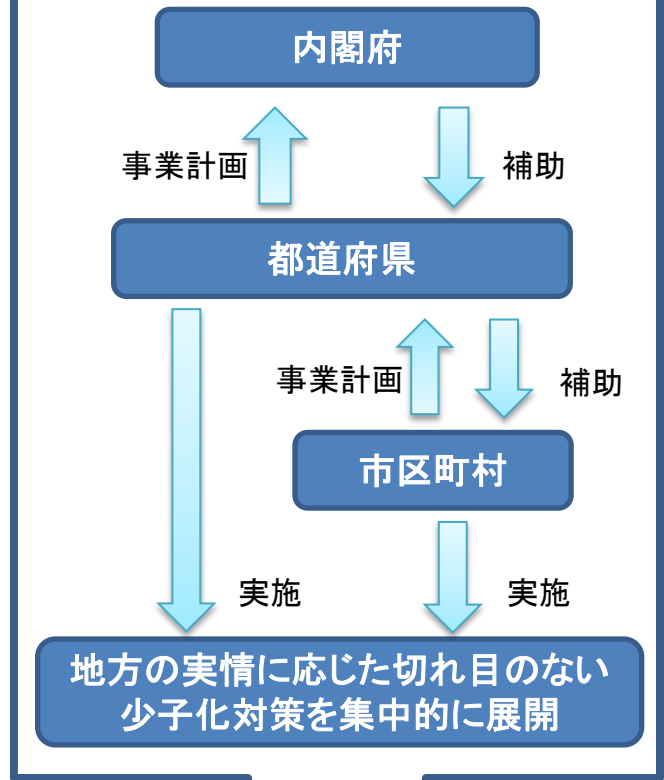 内閣府
事業計画
補助
都道府県
事業計画
補助
市区町村
実施
実施
地方の実情に応じた切れ目のない
少子化対策を集中的に展開